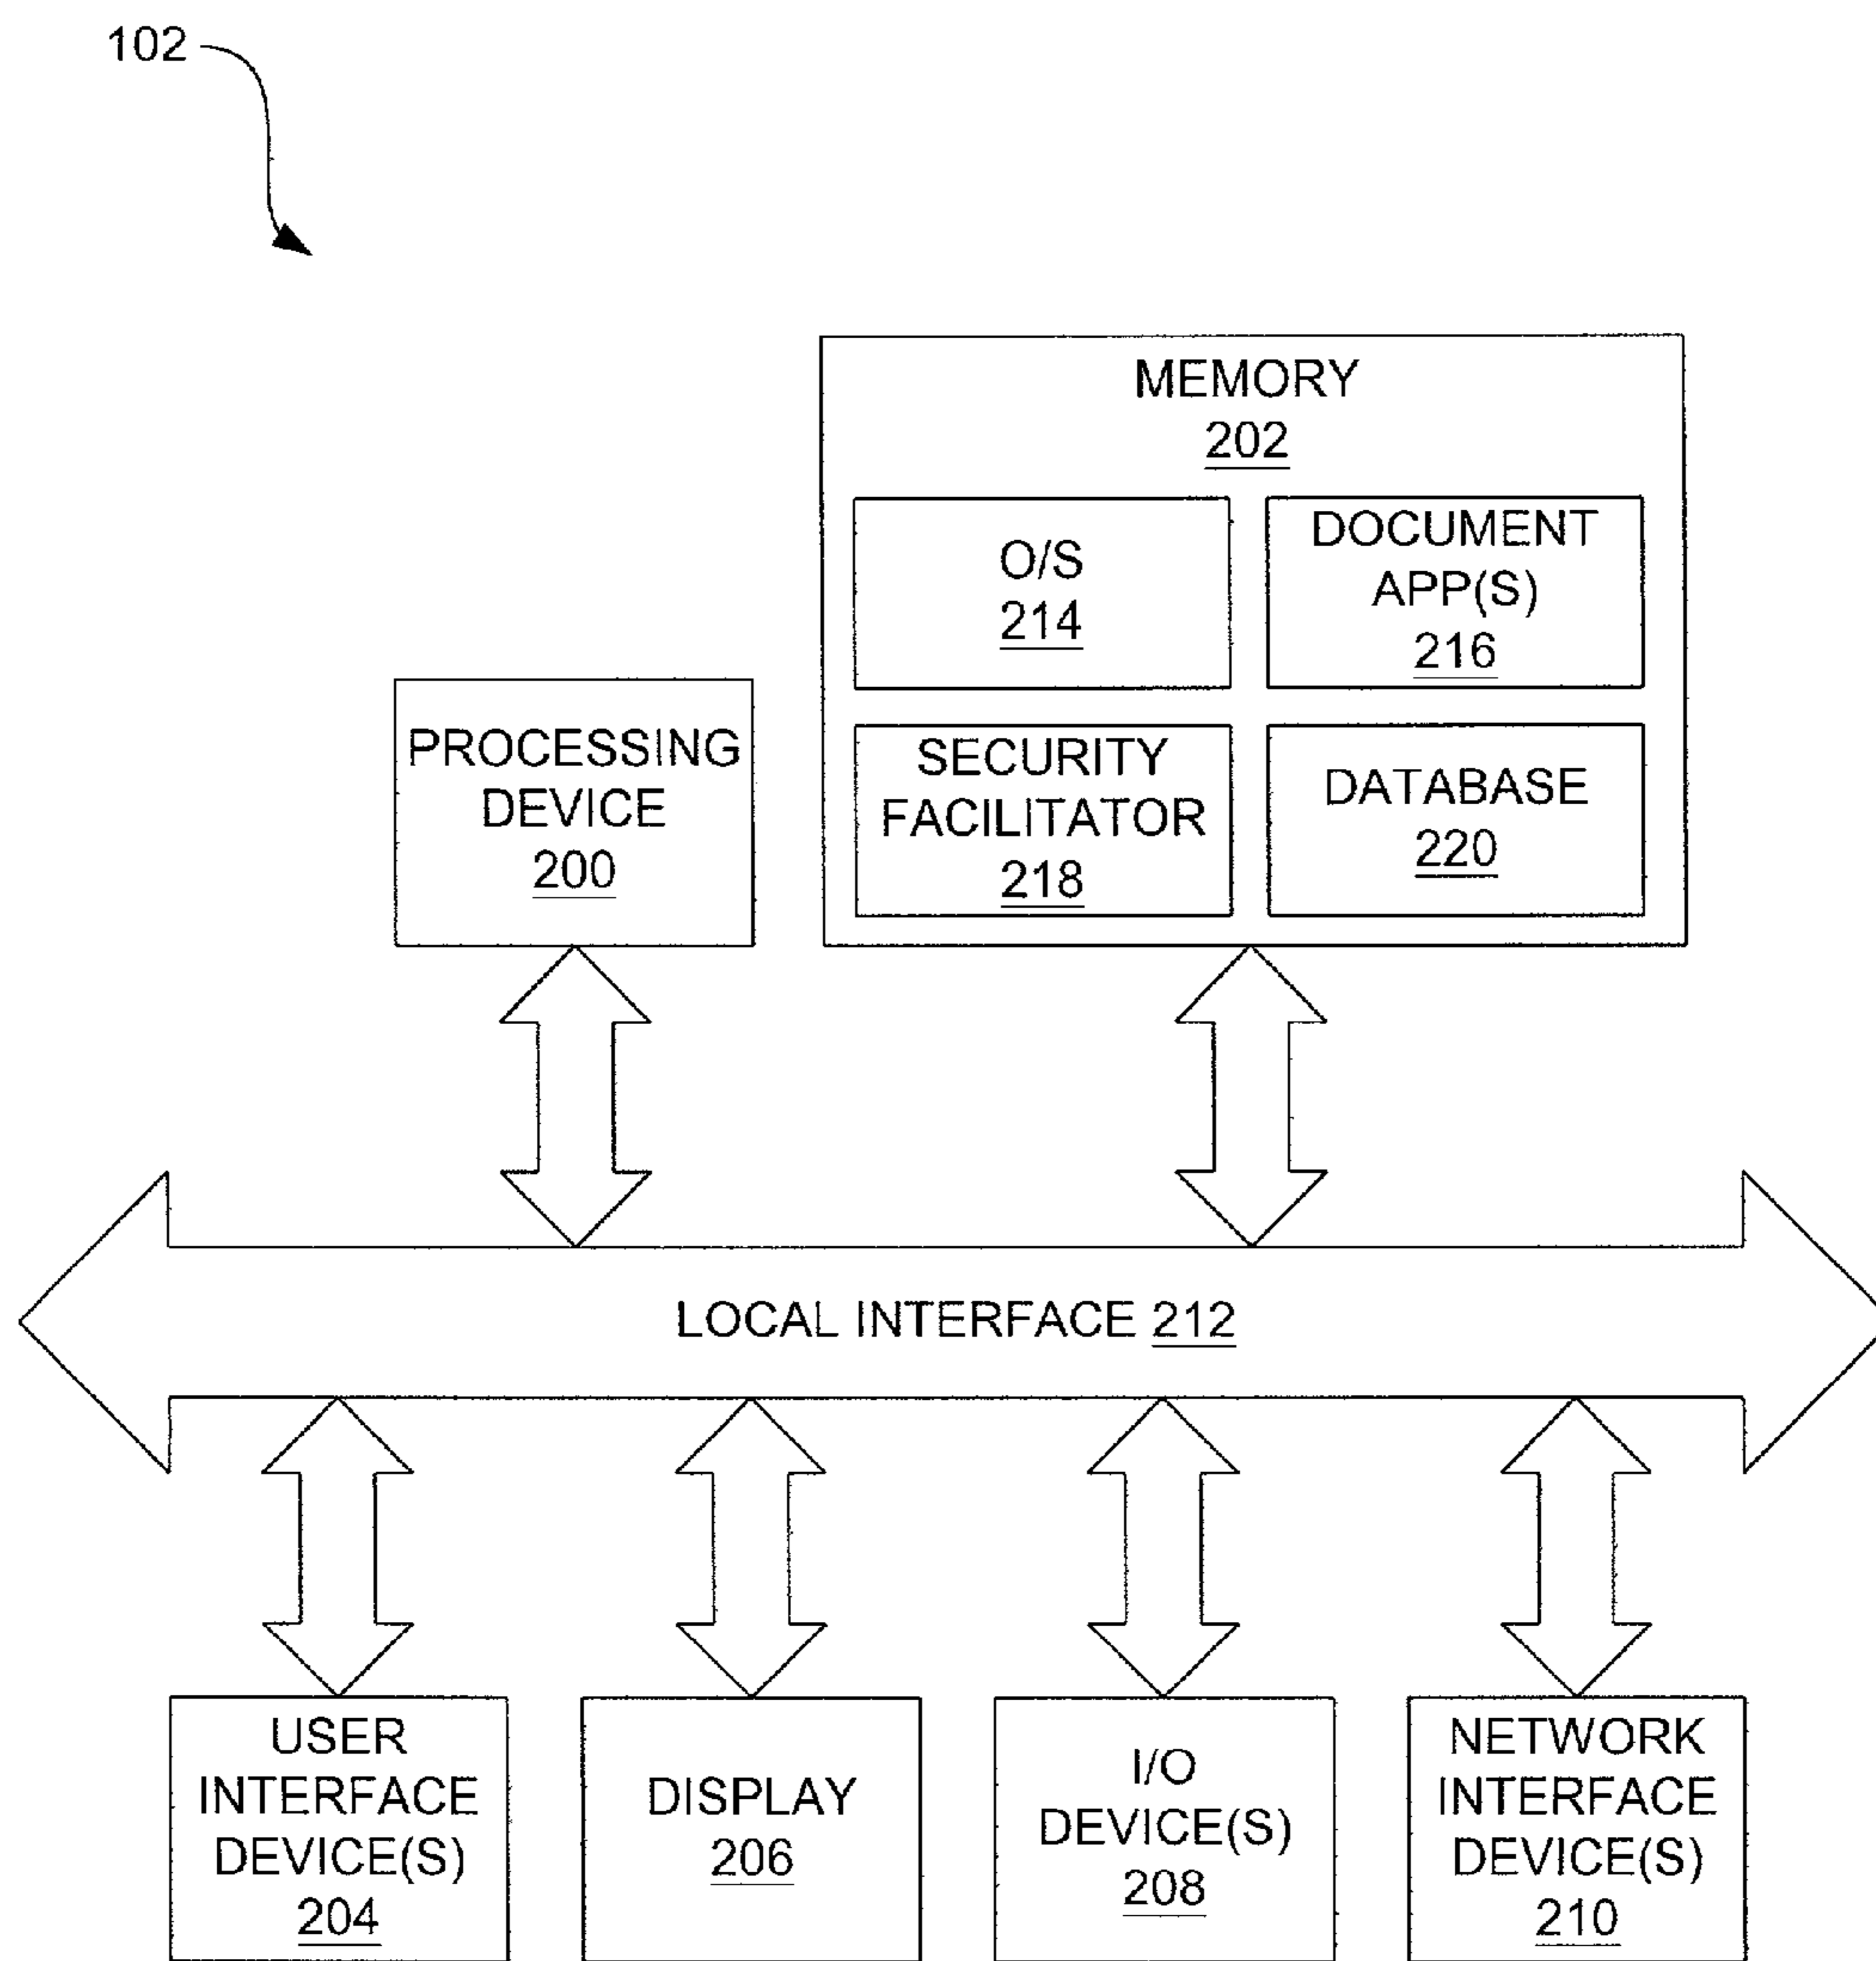 102
MEMORY
202
O/S
214
DOCUMENT
APP(S)
216
PROCESSING
DEVICE
200
SECURITY
FACILITATOR
218
DATABASE
220
LOCAL INTERFACE 212
USER
INTERFACE
DEVICE(S)
204
DISPLAY
206
I/O
DEVICE(S)
208
NETWORK
INTERFACE
DEVICE(S)
210